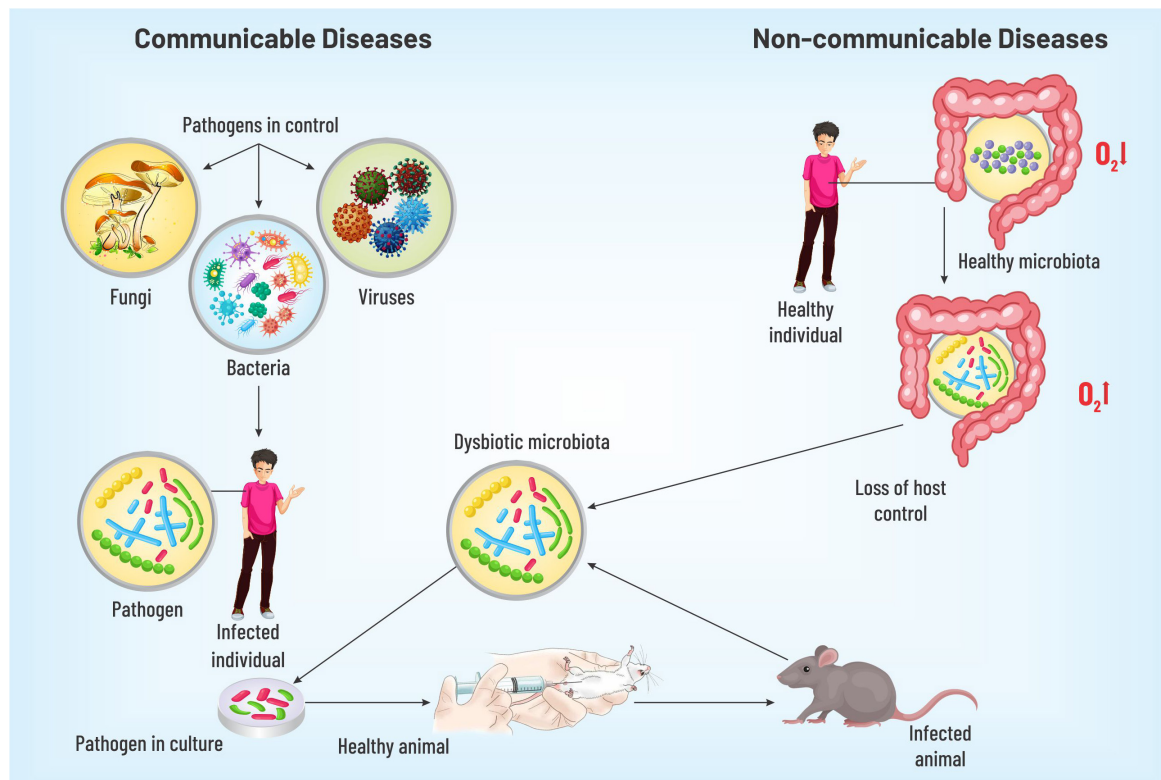 Communicable Diseases
Non-communicable Diseases
Pathogens in control
Fungi
Viruses
Bacteria
O₂↓
Healthy microbiota
Healthy
individual
O₂↑
Loss of host
control
Dysbiotic microbiota
Pathogen
Infected
individual
Pathogen in culture
Healthy animal
Infected
animal